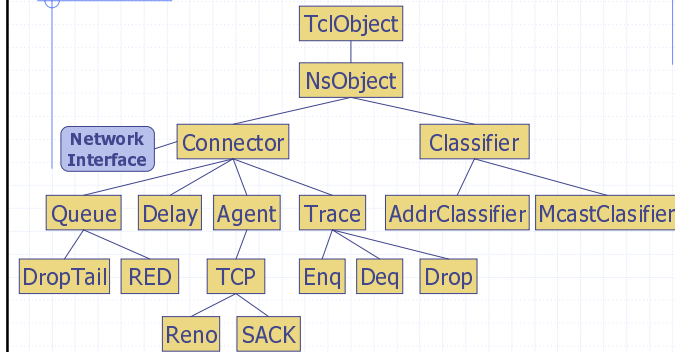 TclObject
NsObject
Network
Interface
Connector
Classifier
Queue
Delay
Agent
Trace
AddrClassifier
McastClasifier
DropTail
RED
TCP
Enq
Deq
Drop
Reno
SACK